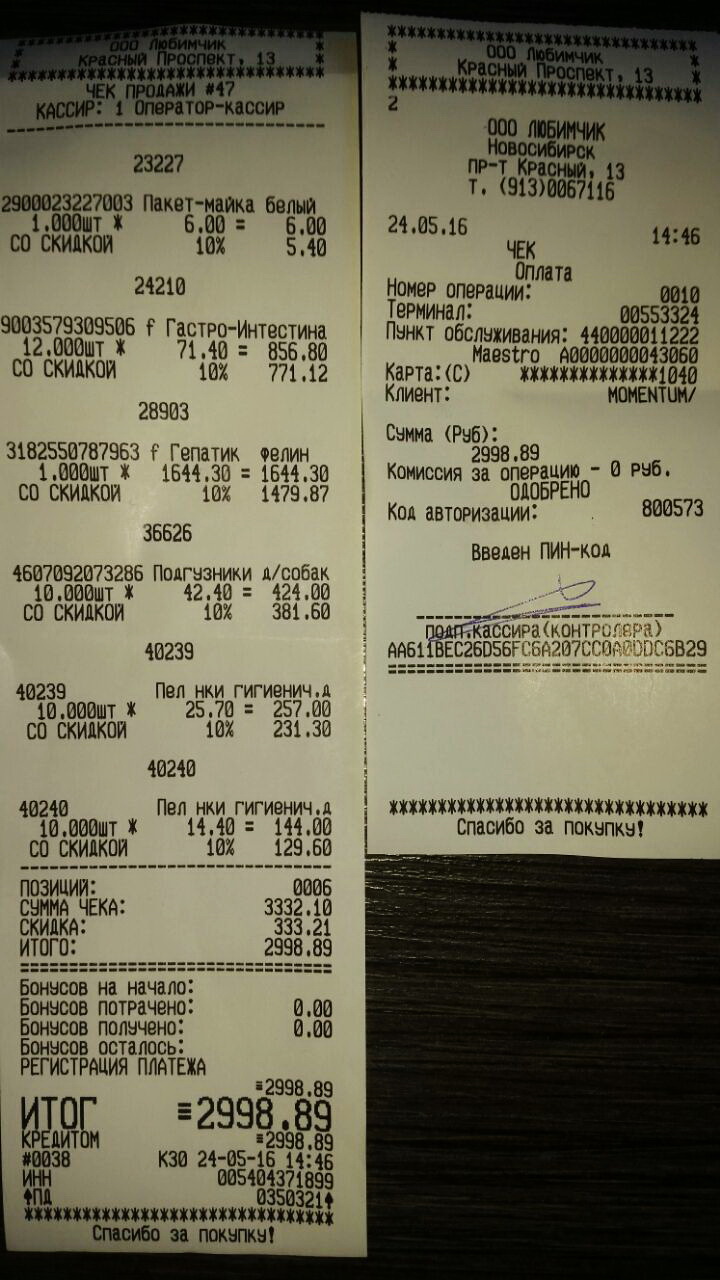 ********************************
* ООО Любимчик *
* Красный Проспект, 13 *
********************************
ЧЕК ПРОДАЖИ #47
КАССИР: 1 Оператор-кассир
--------------------------------
23227
2900023227003 Пакет-майка белый
1.000шт * 6.00 = 6.00
СО СКИДКОЙ 10% 5.40
24210
9003579309506 f Гастро-Интестина
12.000шт * 71.40 = 856.80
СО СКИДКОЙ 10% 771.12
28903
3182550787963 f Гепатик фелин
1.000шт * 1644.30 = 1644.30
СО СКИДКОЙ 10% 1479.87
36626
4607092073286 Подгузники д/собак
10.000шт * 42.40 = 424.00
СО СКИДКОЙ 10% 381.60
40239
40239 Пел нки гигиенич.д
10.000шт * 25.70 = 257.00
СО СКИДКОЙ 10% 231.30
40240
40240 Пел нки гигиенич.д
10.000шт * 14.40 = 144.00
СО СКИДКОЙ 10% 129.60
--------------------------------
ПОЗИЦИЙ: 0006
СУММА ЧЕКА: 3332.10
СКИДКА: 333.21
ИТОГО: 2998.89
================================
Бонусов на начало:
Бонусов потрачено: 0.00
Бонусов получено: 0.00
Бонусов осталось:
РЕГИСТРАЦИЯ ПЛАТЕЖА
≡2998.89
ИТОГ ≡2998.89
КРЕДИТОМ ≡2998.89
#0038 К30 24-05-16 14:46
ИНН 005404371899
↑ПД 0350321↑
********************************
Спасибо за покупку!
********************************
* ООО Любимчик *
* Красный Проспект, 13 *
********************************
2
ООО ЛЮБИМЧИК
Новосибирск
пр-т Красный, 13
т. (913)0067116
24.05.16 14:46
ЧЕК
Оплата
Номер операции: 0010
Терминал: 00553324
Пункт обслуживания: 440000011222
Maestro A0000000043060
Карта:(C) **************1040
Клиент: MOMENTUM/
Сумма (Руб):
2998.89
Комиссия за операцию - 0 руб.
ОДОБРЕНО
Код авторизации: 800573
Введен ПИН-код
--------------------------------
подп.кассира(контролера)
AA611BEC26D56FC6A207CC0A0DDC6B29
================================
********************************
Спасибо за покупку!